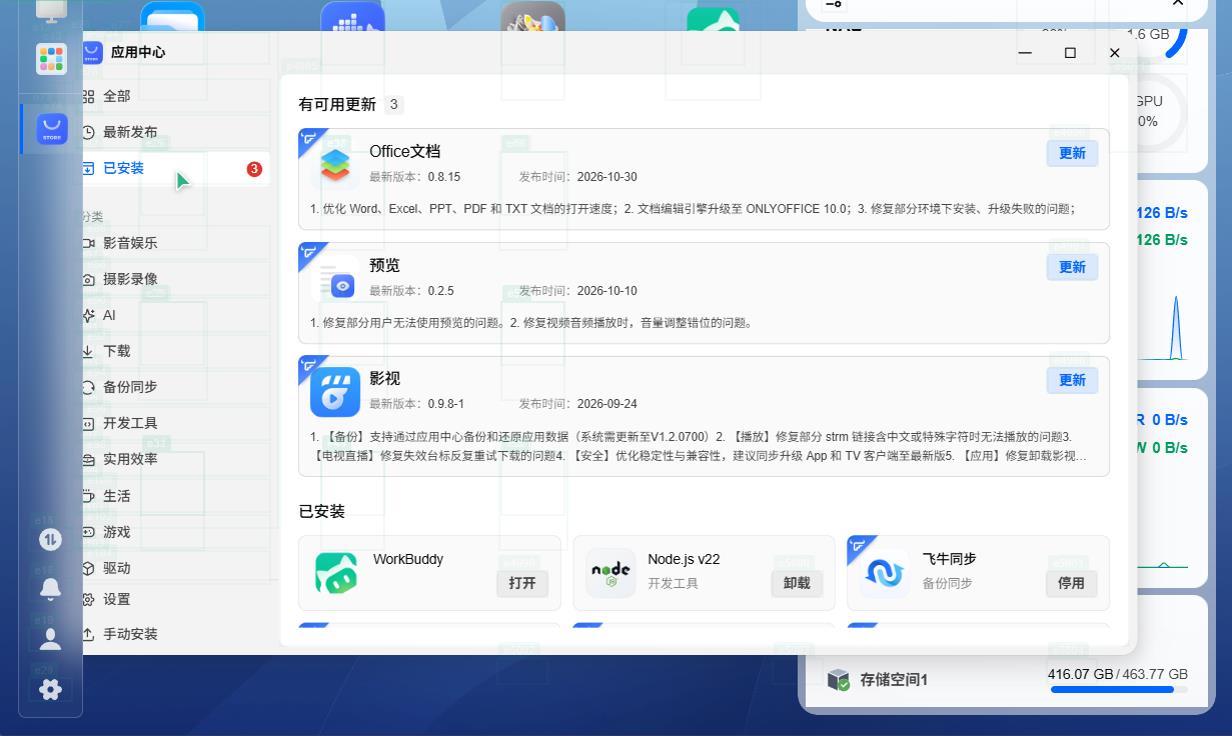 应用中心
全部
最新发布
已安装
3
分类
影音娱乐
摄影录像
AI
下载
备份同步
开发工具
实用效率
生活
游戏
驱动
设置
手动安装
STORE
有可用更新 3
Office文档
最新版本：0.8.15 发布时间：2026-10-30
更新
1. 优化 Word、Excel、PPT、PDF 和 TXT 文档的打开速度；2. 文档编辑引擎升级至 ONLYOFFICE 10.0；3. 修复部分环境下安装、升级失败的问题；
预览
最新版本：0.2.5 发布时间：2026-10-10
更新
1. 修复部分用户无法使用预览的问题。2. 修复视频音频播放时，音量调整错位的问题。
影视
最新版本：0.9.8-1 发布时间：2026-09-24
更新
1. 【备份】支持通过应用中心备份和还原应用数据（系统需更新至V1.2.0700）2. 【播放】修复部分 strm 链接含中文或特殊字符时无法播放的问题3.
【电视直播】修复失效台标反复重试下载的问题4. 【安全】优化稳定性与兼容性，建议同步升级 App 和 TV 客户端至最新版5. 【应用】修复卸载影视…
已安装
WorkBuddy
打开
node
Node.js v22
开发工具
卸载
飞牛同步
备份同步
停用
1.6 GB
GPU
0%
126 B/s
126 B/s
R 0 B/s
W 0 B/s
存储空间1
416.07 GB / 463.77 GB